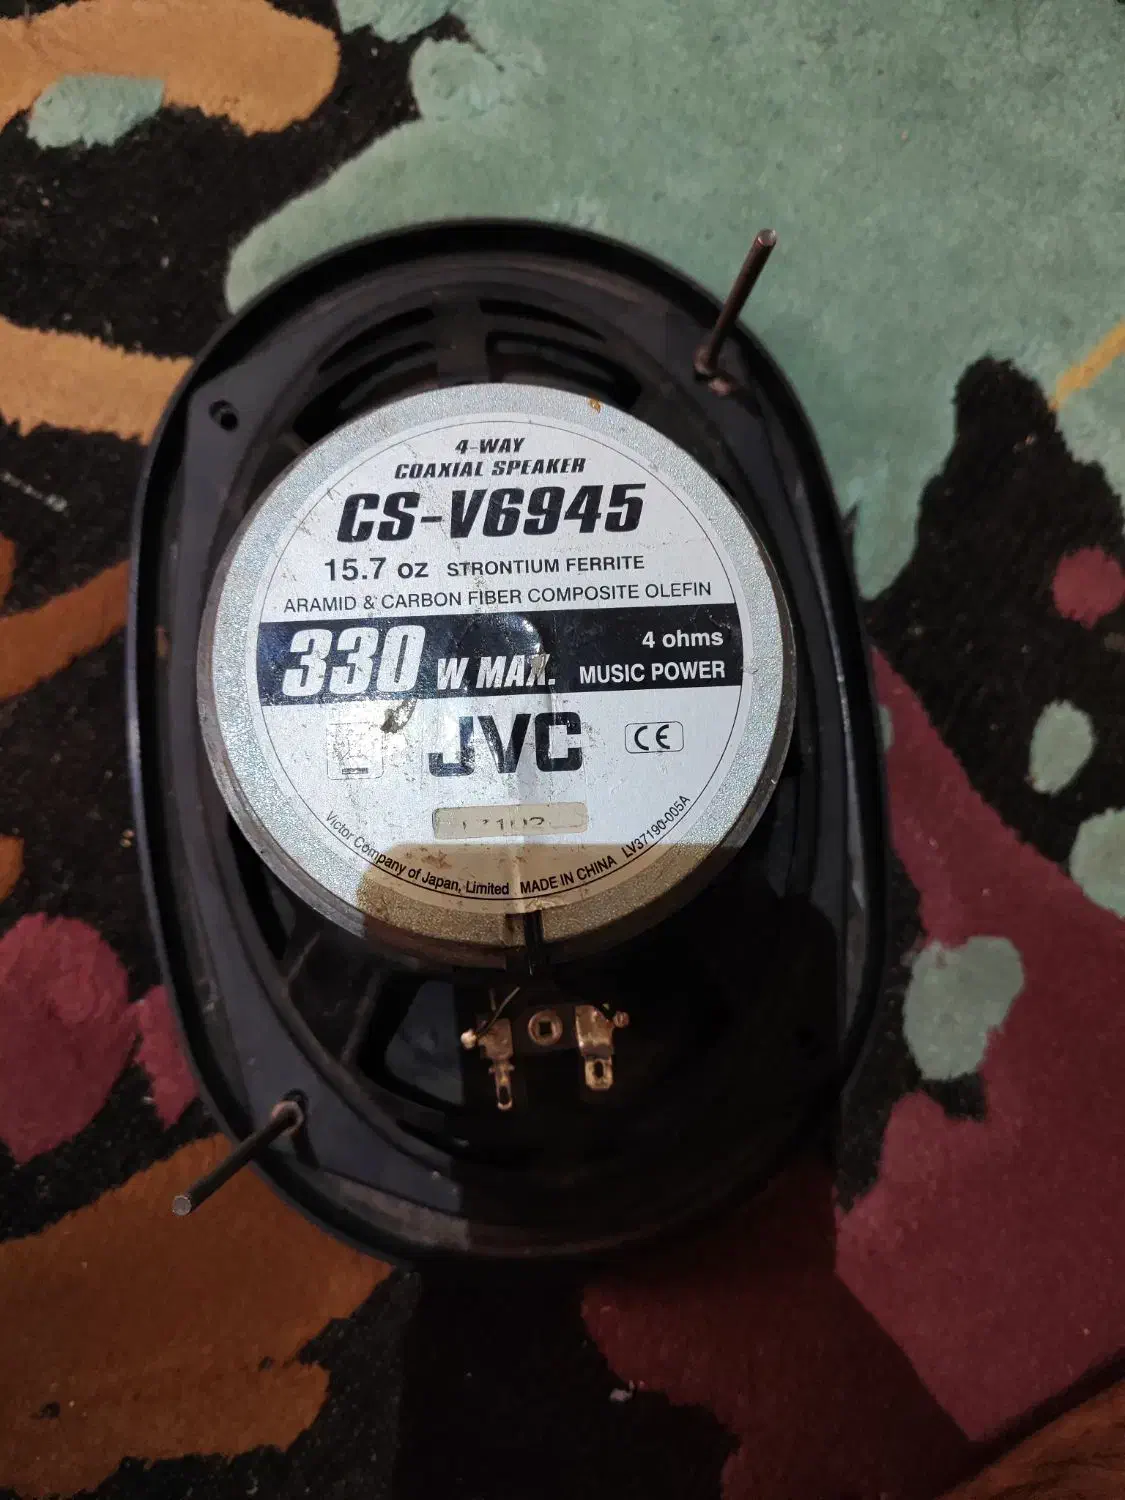 4-WAY
COAXIAL SPEAKER
CS-V6945
15.7 oz STRONTIUM FERRITE
ARAMID & CARBON FIBER COMPOSITE OLEFIN
330 W MAX. 4 ohms
MUSIC POWER
JVC CE
Victor Company of Japan, Limited MADE IN CHINA LV37190-005A